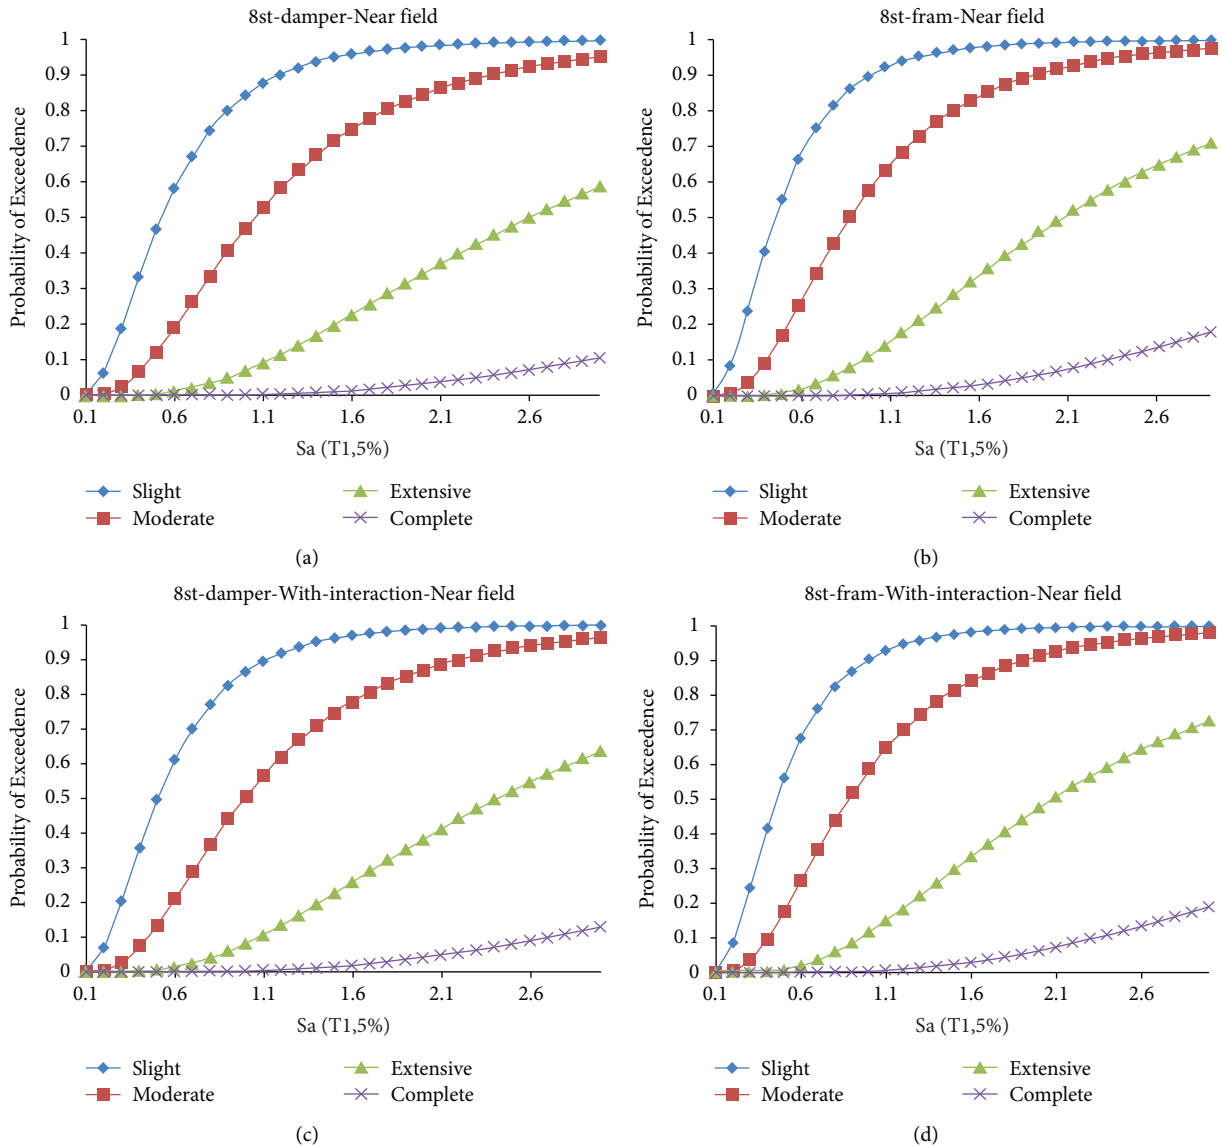 8st-damper-Near field
Probability of Exceedence
1
0.9
0.8
0.7
0.6
0.5
0.4
0.3
0.2
0.1
0
0.1 0.6 1.1 1.6 2.1 2.6
Sa (T1,5%)
Slight
Moderate
Extensive
Complete
(a)
8st-fram-Near field
Probability of Exceedence
1
0.9
0.8
0.7
0.6
0.5
0.4
0.3
0.2
0.1
0
0.1 0.6 1.1 1.6 2.1 2.6
Sa (T1,5%)
Slight
Moderate
Extensive
Complete
(b)
8st-damper-With-interaction-Near field
Probability of Exceedence
1
0.9
0.8
0.7
0.6
0.5
0.4
0.3
0.2
0.1
0
0.1 0.6 1.1 1.6 2.1 2.6
Sa (T1,5%)
Slight
Moderate
Extensive
Complete
(c)
8st-fram-With-interaction-Near field
Probability of Exceedence
1
0.9
0.8
0.7
0.6
0.5
0.4
0.3
0.2
0.1
0
0.1 0.6 1.1 1.6 2.1 2.6
Sa (T1,5%)
Slight
Moderate
Extensive
Complete
(d)